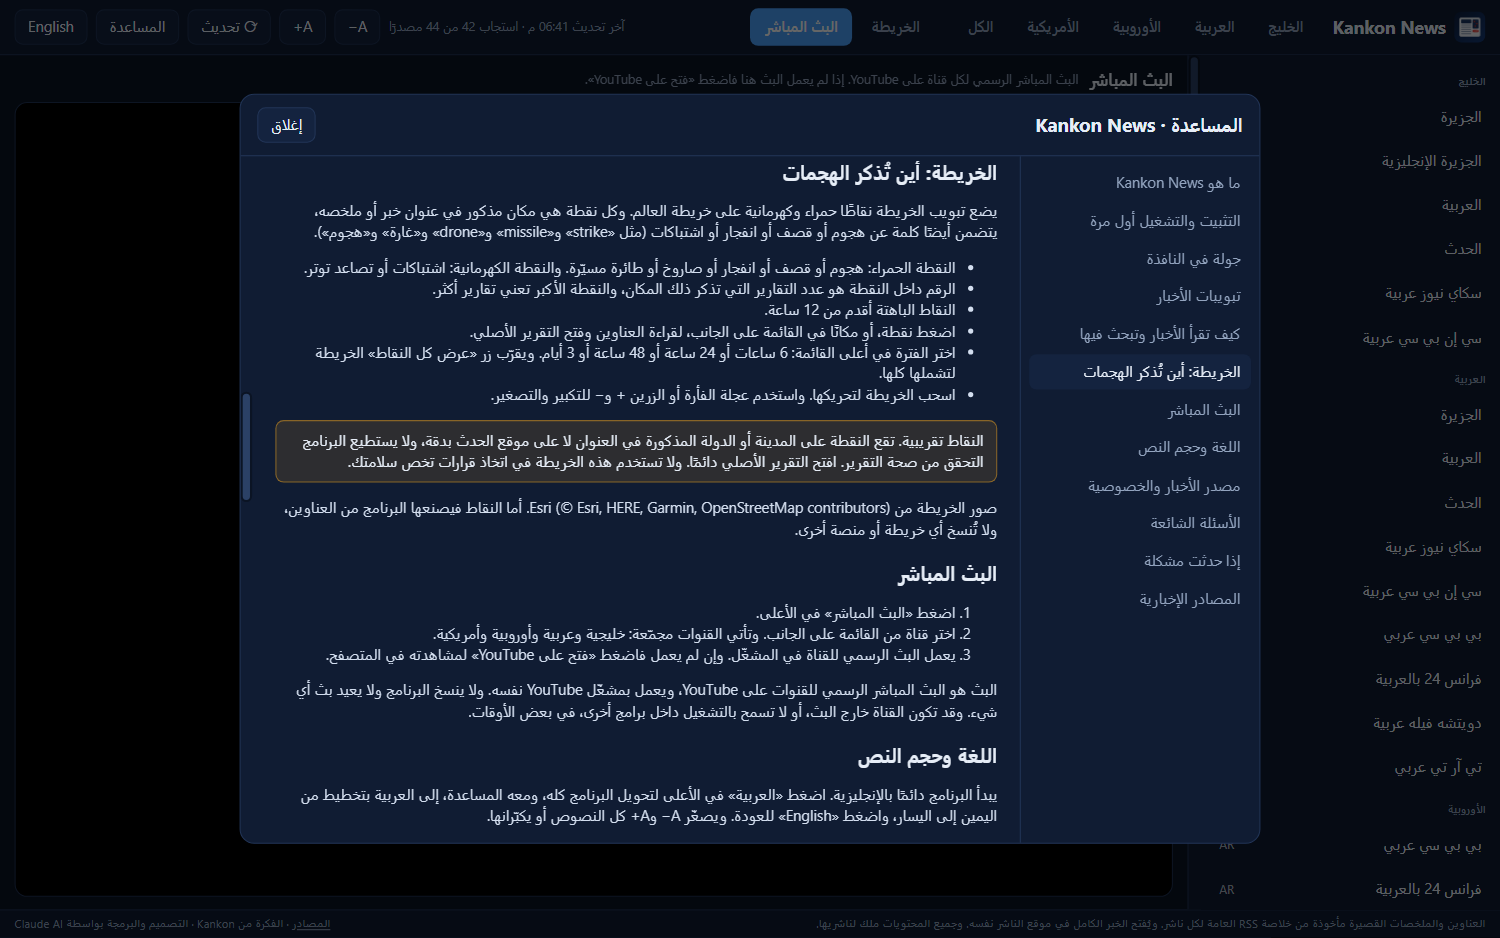 Kankon News
الخليج
العربية
الأوروبية
الأمريكية
الكل
الخريطة
البث المباشر
آخر تحديث 06:41 م · استجاب 42 من 44 مصدرًا
A−
A+
⟳ تحديث
المساعدة
English
البث المباشر
البث المباشر الرسمي لكل قناة على YouTube. إذا لم يعمل البث هنا فاضغط «فتح على YouTube».
الخليج
الجزيرة
الجزيرة الإنجليزية
العربية
الحدث
سكاي نيوز عربية
سي إن بي سي عربية
العربية
الجزيرة
العربية
الحدث
سكاي نيوز عربية
سي إن بي سي عربية
بي بي سي عربي
فرانس 24 بالعربية
دويتشه فيله عربية
تي آر تي عربي
الأوروبية
بي بي سي عربي
AR
فرانس 24 بالعربية
AR
المساعدة · Kankon News
إغلاق
ما هو Kankon News
التثبيت والتشغيل أول مرة
جولة في النافذة
تبويبات الأخبار
كيف تقرأ الأخبار وتبحث فيها
الخريطة: أين تُذكر الهجمات
البث المباشر
اللغة وحجم النص
مصدر الأخبار والخصوصية
الأسئلة الشائعة
إذا حدثت مشكلة
المصادر الإخبارية
الخريطة: أين تُذكر الهجمات
يضع تبويب الخريطة نقاطًا حمراء وكهرمانية على خريطة العالم. وكل نقطة هي مكان مذكور في عنوان خبر أو ملخصه،
يتضمن أيضًا كلمة عن هجوم أو قصف أو انفجار أو اشتباكات (مثل «strike» و«missile» و«drone» و«غارة» و«هجوم»).
• النقطة الحمراء: هجوم أو قصف أو انفجار أو صاروخ أو طائرة مسيّرة. والنقطة الكهرمانية: اشتباكات أو تصاعد توتر.
• الرقم داخل النقطة هو عدد التقارير التي تذكر ذلك المكان، والنقطة الأكبر تعني تقارير أكثر.
• النقاط الباهتة أقدم من 12 ساعة.
• اضغط نقطة، أو مكانًا في القائمة على الجانب، لقراءة العناوين وفتح التقرير الأصلي.
• اختر الفترة في أعلى القائمة: 6 ساعات أو 24 ساعة أو 48 ساعة أو 3 أيام. ويقرّب زر «عرض كل النقاط» الخريطة
لتشملها كلها.
• اسحب الخريطة لتحريكها. واستخدم عجلة الفأرة أو الزرين + و− للتكبير والتصغير.
النقاط تقريبية. تقع النقطة على المدينة أو الدولة المذكورة في العنوان لا على موقع الحدث بدقة، ولا يستطيع البرنامج
التحقق من صحة التقرير. افتح التقرير الأصلي دائمًا. ولا تستخدم هذه الخريطة في اتخاذ قرارات تخص سلامتك.
صور الخريطة من Esri (© Esri, HERE, Garmin, OpenStreetMap contributors). أما النقاط فيصنعها البرنامج من العناوين،
ولا تُنسخ أي خريطة أو منصة أخرى.
البث المباشر
1. اضغط «البث المباشر» في الأعلى.
2. اختر قناة من القائمة على الجانب. وتأتي القنوات مجمّعة: خليجية وعربية وأوروبية وأمريكية.
3. يعمل البث الرسمي للقناة في المشغّل. وإن لم يعمل فاضغط «فتح على YouTube» لمشاهدته في المتصفح.
البث هو البث المباشر الرسمي للقنوات على YouTube، ويعمل بمشغّل YouTube نفسه. ولا ينسخ البرنامج ولا يعيد بث أي
شيء. وقد تكون القناة خارج البث، أو لا تسمح بالتشغيل داخل برامج أخرى، في بعض الأوقات.
اللغة وحجم النص
يبدأ البرنامج دائمًا بالإنجليزية. اضغط «العربية» في الأعلى لتحويل البرنامج كله، ومعه المساعدة، إلى العربية بتخطيط من
اليمين إلى اليسار، واضغط «English» للعودة. ويصغّر A− وA+ كل النصوص أو يكبّرانها.
العناوين والملخصات القصيرة مأخوذة من خلاصة RSS العامة لكل ناشر. ويُفتح الخبر الكامل في موقع الناشر نفسه. وجميع المحتويات ملك لناشريها.
المصادر · الفكرة من Kankon · التصميم والبرمجة بواسطة Claude AI